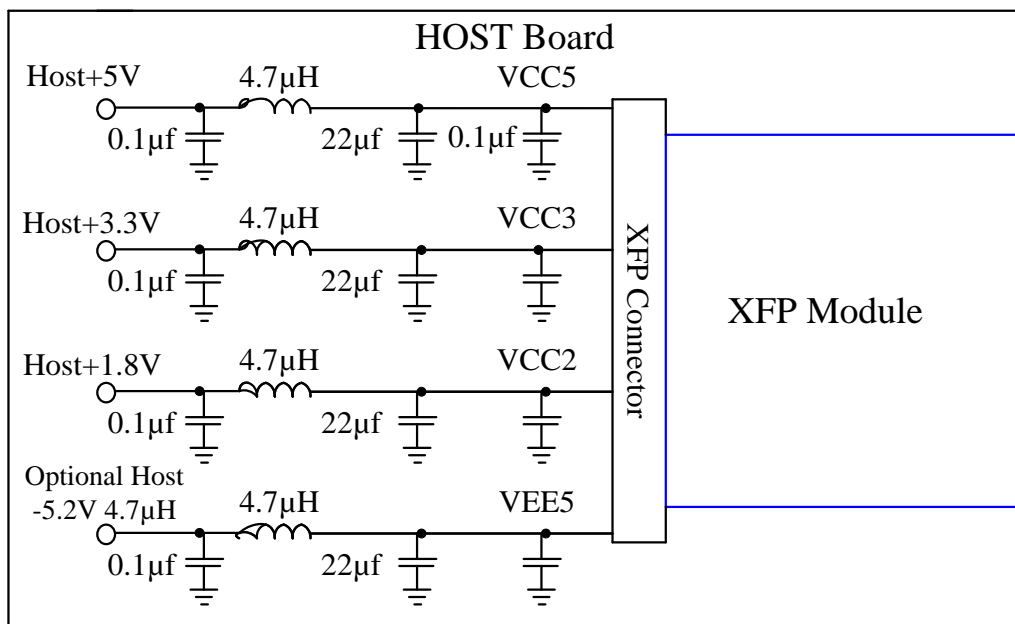 HOST Board
Host+5V
4.7µH
VCC5
0.1µf
22µf
0.1µf
Host+3.3V
4.7µH
VCC3
0.1µf
22µf
XFP Connector
XFP Module
Host+1.8V
4.7µH
VCC2
0.1µf
22µf
Optional Host
-5.2V 4.7µH
4.7µH
VEE5
0.1µf
22µf